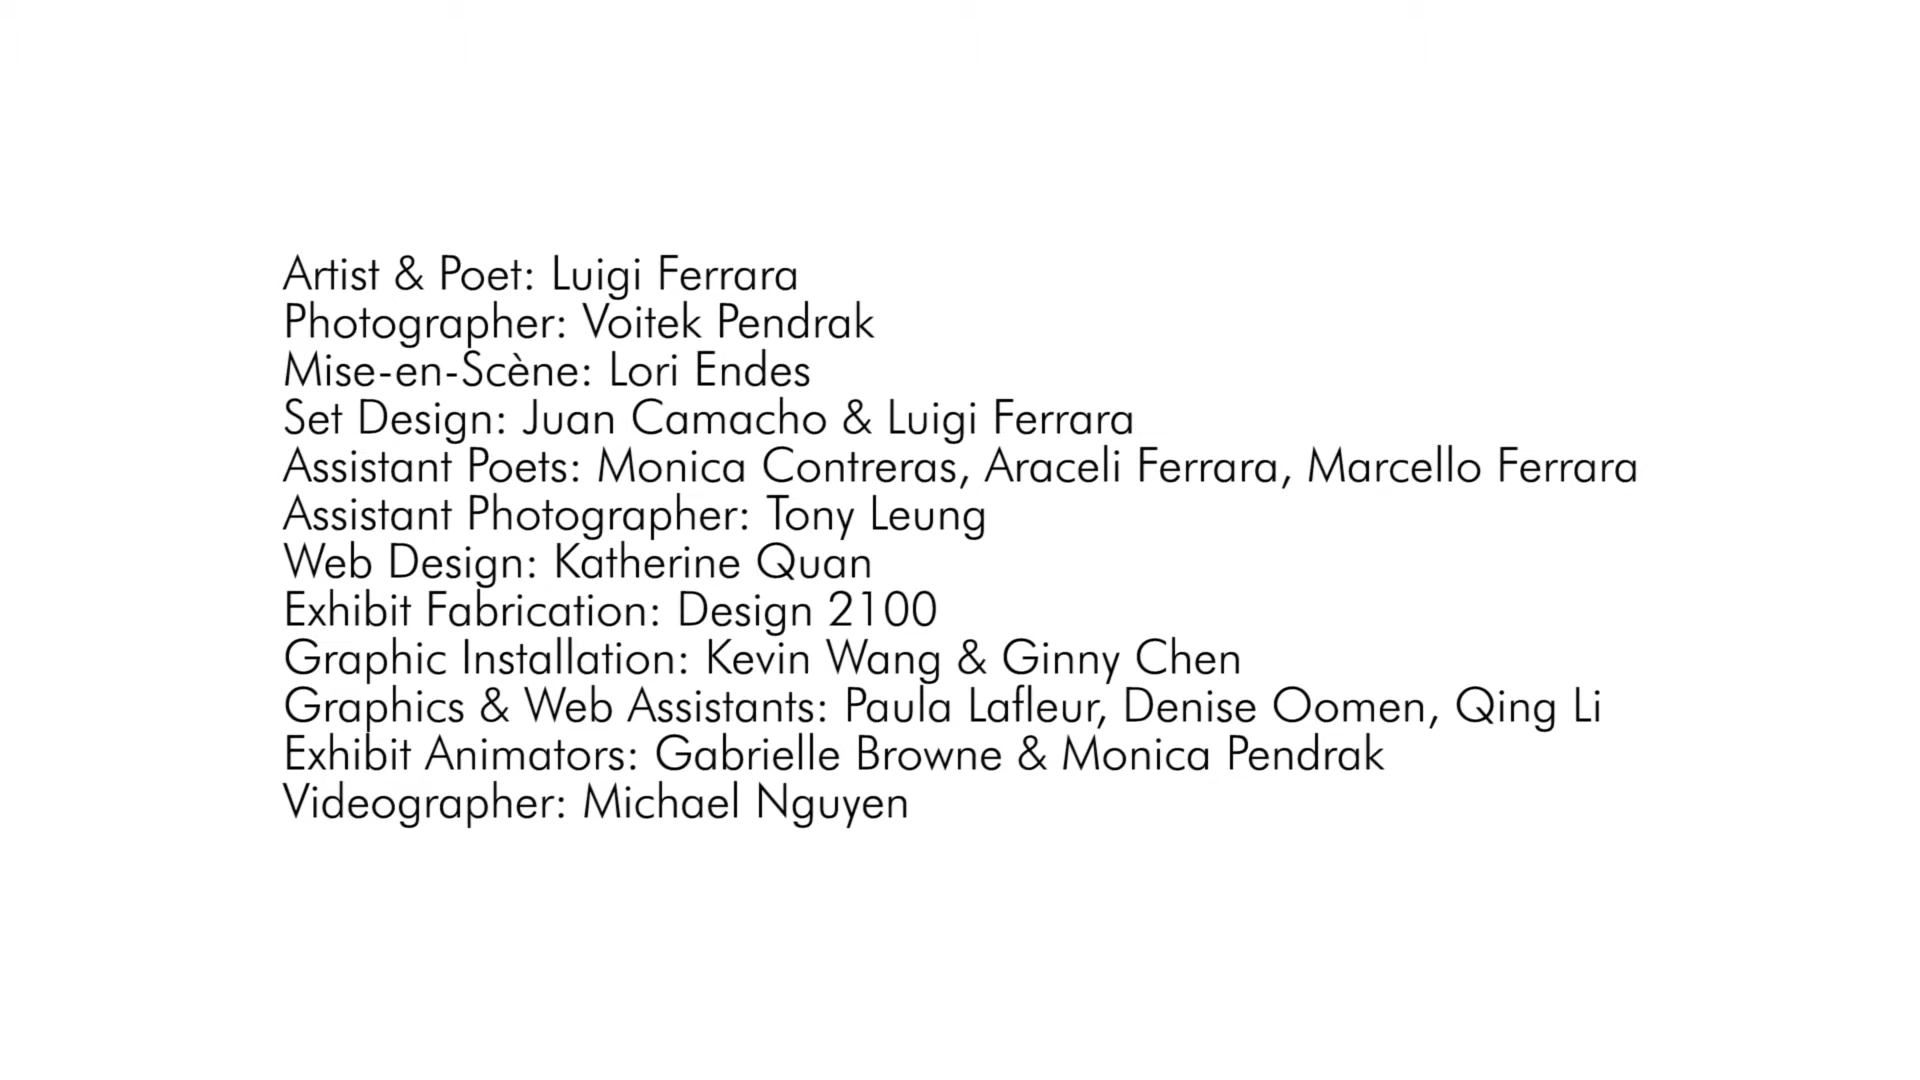 Artist & Poet: Luigi Ferrara
Photographer: Voitek Pendrak
Mise-en-Scène: Lori Endes
Set Design: Juan Camacho & Luigi Ferrara
Assistant Poets: Monica Contreras, Araceli Ferrara, Marcello Ferrara
Assistant Photographer: Tony Leung
Web Design: Katherine Quan
Exhibit Fabrication: Design 2100
Graphic Installation: Kevin Wang & Ginny Chen
Graphics & Web Assistants: Paula Lafleur, Denise Oomen, Qing Li
Exhibit Animators: Gabrielle Browne & Monica Pendrak
Videographer: Michael Nguyen